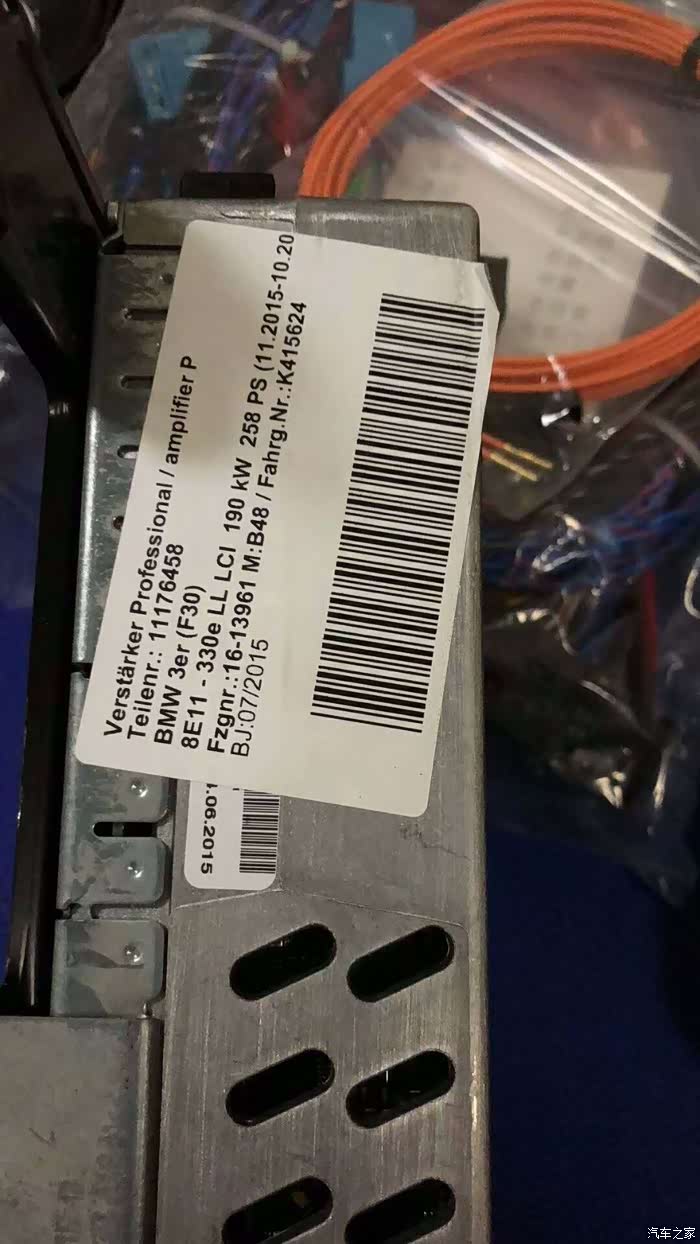 Verstärker Professional / amplifier P
Teilenr.: 11176458
BMW 3er (F30)
8E11 - 330e LL LCI 190 kW 258 PS (11.2015-10.20
Fzgnr.:16-13961 M:B48 / Fahrg.Nr.:K415624
BJ:07/2015
.06.2015
汽车之家